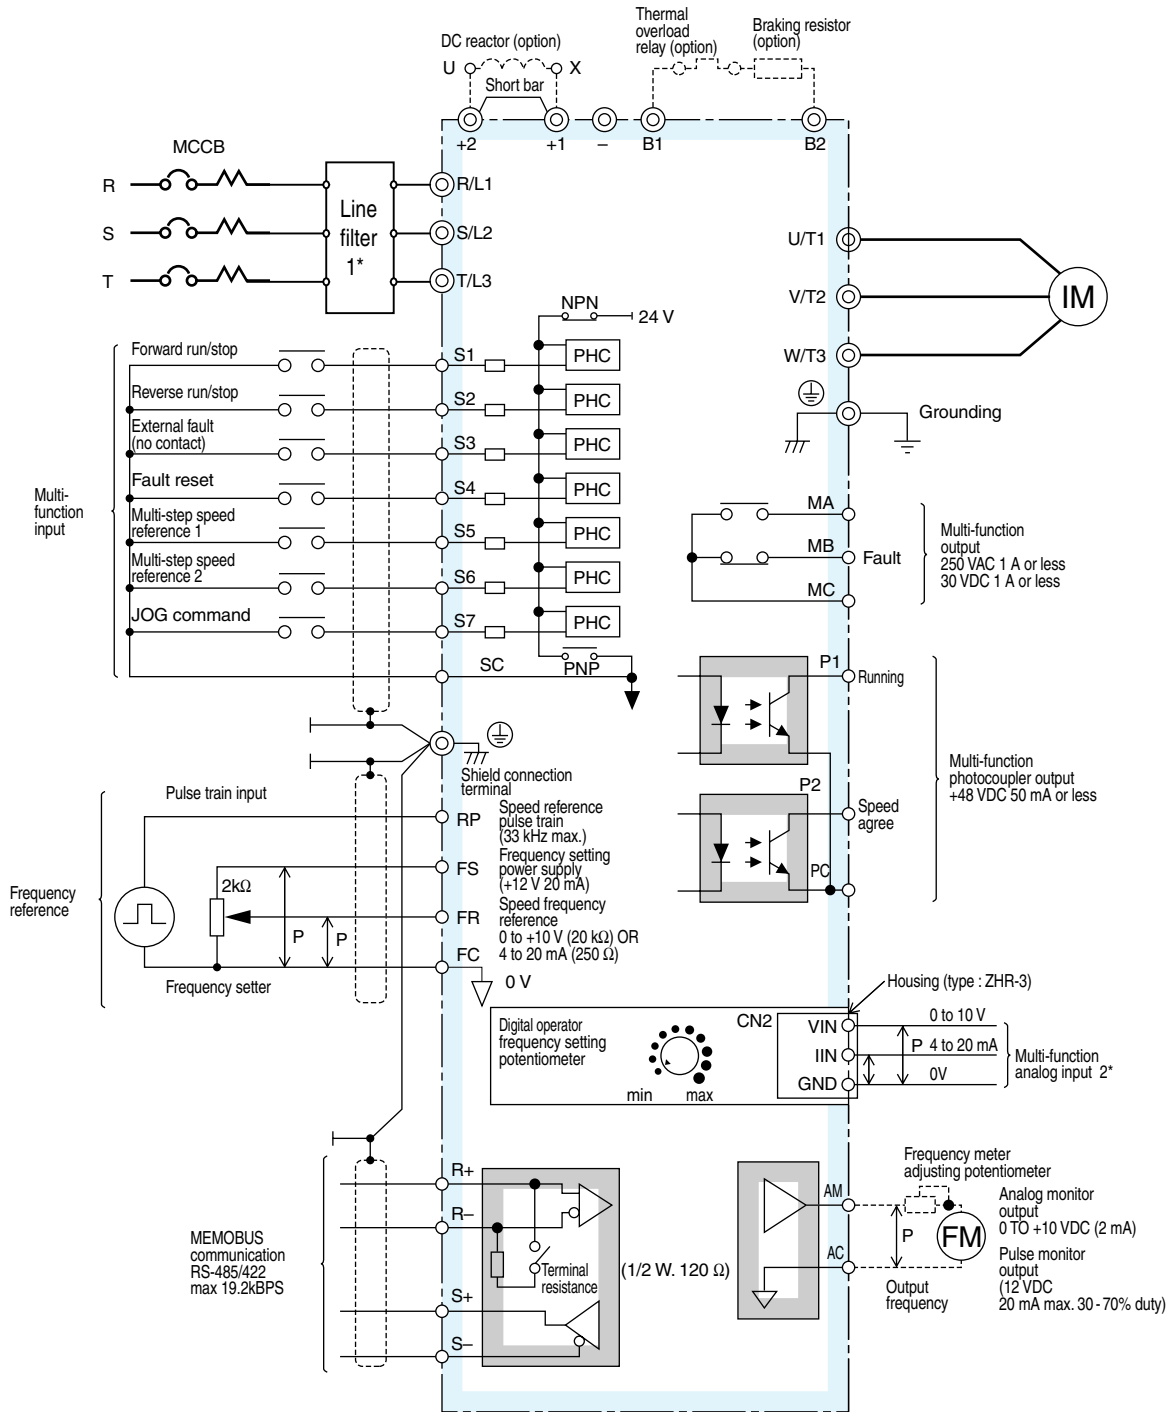 DC reactor (option)
U
X
Short bar
Thermal
overload
relay (option)
Braking resistor
(option)
+2
+1
–
B1
B2
MCCB
R
S
T
Line
filter
1*
R/L1
S/L2
T/L3
U/T1
V/T2
W/T3
IM
Grounding
NPN
24 V
Multi-
function
input
Forward run/stop
S1
PHC
Reverse run/stop
S2
PHC
External fault
(no contact)
S3
PHC
Fault reset
S4
PHC
Multi-step speed
reference 1
S5
PHC
Multi-step speed
reference 2
S6
PHC
JOG command
S7
PHC
SC
PNP
MA
MB
Fault
MC
Multi-function
output
250 VAC 1 A or less
30 VDC 1 A or less
P1
Running
P2
Speed
agree
PC
Multi-function
photocoupler output
+48 VDC 50 mA or less
Shield connection
terminal
Frequency
reference
Pulse train input
2kΩ
P
P
Frequency setter
RP
Speed reference
pulse train
(33 kHz max.)
FS
Frequency setting
power supply
(+12 V 20 mA)
FR
Speed frequency
reference
0 to +10 V (20 kΩ) OR
4 to 20 mA (250 Ω)
FC
0 V
Housing (type : ZHR-3)
Digital operator
frequency setting
potentiometer
min
max
CN2
VIN
IIN
GND
0 to 10 V
P
4 to 20 mA
0V
Multi-function
analog input 2*
MEMOBUS
communication
RS-485/422
max 19.2kBPS
R+
R–
S+
S–
Terminal
resistance
(1/2 W. 120 Ω)
AM
AC
P
FM
Frequency meter
adjusting potentiometer
Analog monitor
output
0 TO +10 VDC (2 mA)
Pulse monitor
output
(12 VDC
20 mA max. 30 - 70% duty)
Output
frequency